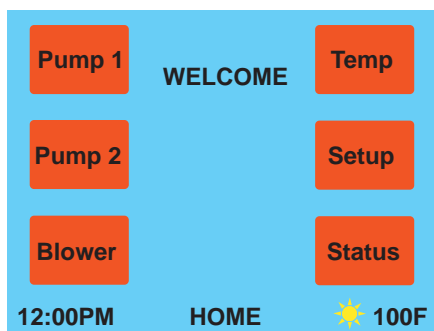 Pump 1
WELCOME
Temp
Pump 2
Setup
Blower
Status
12:00PM
HOME
100F